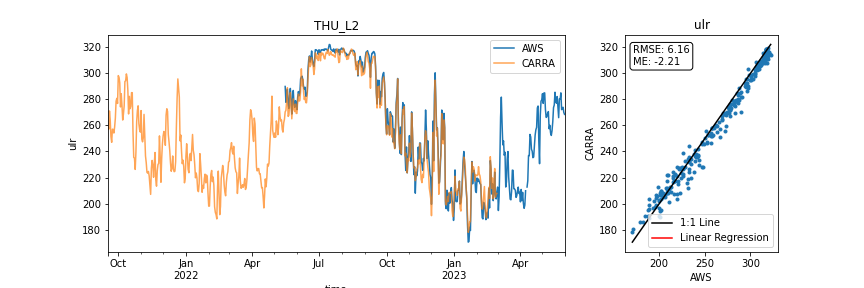 THU_L2
320
300
280
260
240
220
200
180
ulr
Oct
Jan
2022
Apr
Jul
Oct
Jan
2023
Apr
time
AWS
CARRA
ulr
320
300
280
260
240
220
200
180
CARRA
RMSE: 6.16
ME: -2.21
1:1 Line
Linear Regression
200
250
300
AWS